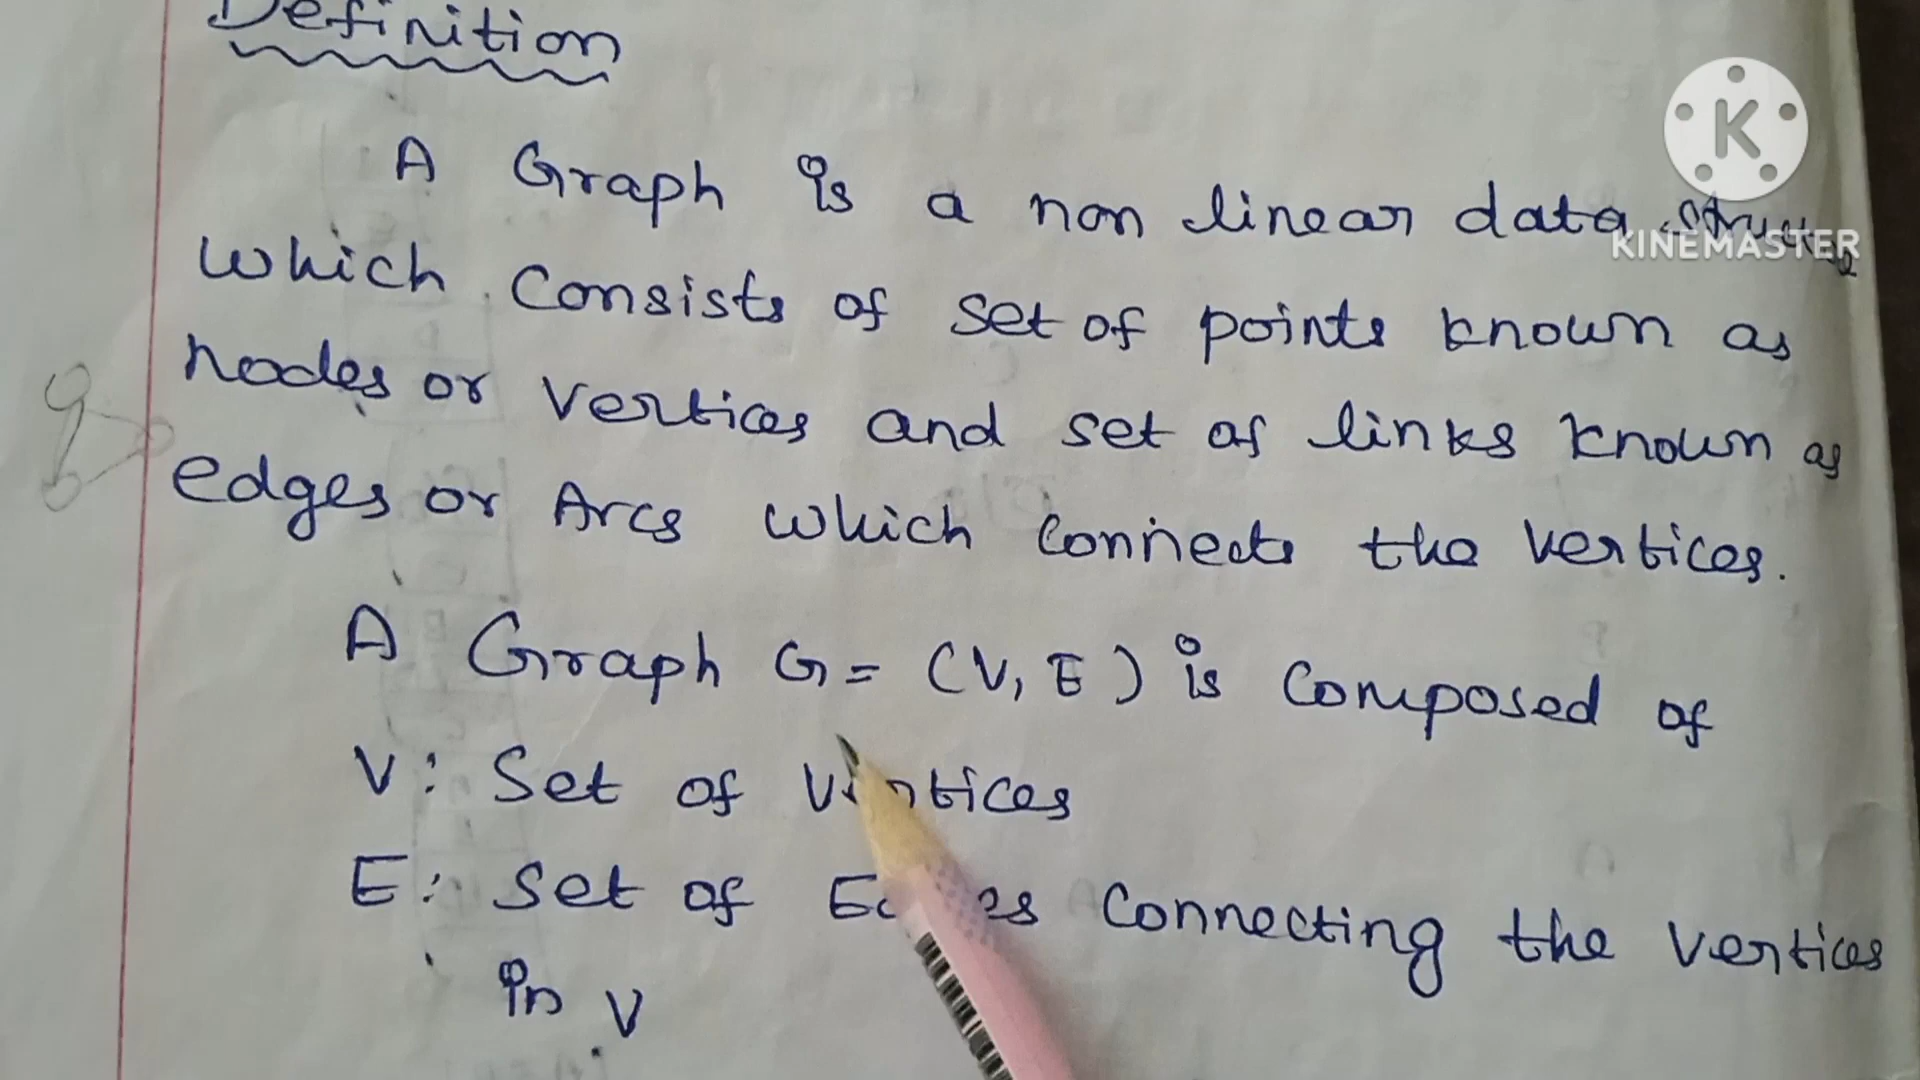 Definition
A Graph is a non linear data
which consists of set of points known as
nodes or vertices and set of links known as
edges or Arcs which connects the vertices.
A Graph G = (V, E) is composed of
V: Set of vertices
E: Set of Edges connecting the vertices
in V
K
KINEMASTER